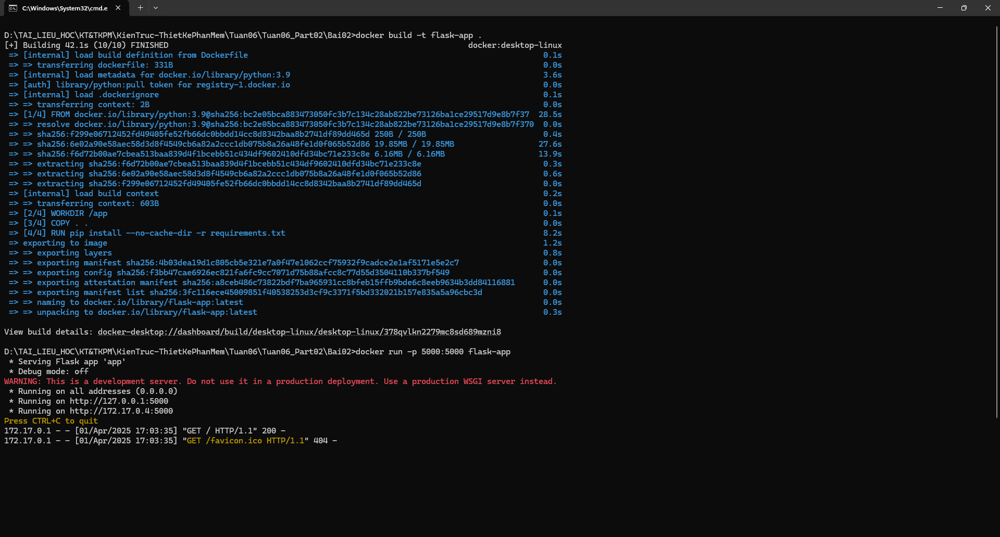 C:\Windows\System32\cmd.e
D:\TAI_LIEU_HOC\KT&TKPM\KienTruc-ThietKePhanMem\Tuan06\Tuan06_Part02\Bai02>docker build -t flask-app .
[+] Building 42.1s (10/10) FINISHED docker:desktop-linux
=> [internal] load build definition from Dockerfile 0.1s
=> => transferring dockerfile: 331B 0.0s
=> [internal] load metadata for docker.io/library/python:3.9 3.6s
=> [auth] library/python:pull token for registry-1.docker.io 0.0s
=> [internal] load .dockerignore 0.1s
=> => transferring context: 2B 0.0s
=> [1/4] FROM docker.io/library/python:3.9@sha256:bc2e05bca883473050fc3b7c134c28ab822be73126ba1ce29517d9e8b7f37 28.5s
=> => resolve docker.io/library/python:3.9@sha256:bc2e05bca883473050fc3b7c134c28ab822be73126ba1ce29517d9e8b7f370 0.0s
=> => sha256:f299e06712452fd49405fe52fb66dc0bbdd14cc8d8342baa8b2741df89dd465d 250B / 250B 0.4s
=> => sha256:6e02a90e58aec58d3d8f4549cb6a82a2ccc1db075b8a26a48fe1d0f065b52d86 19.85MB / 19.85MB 27.6s
=> => sha256:f6d72b00ae7cbea513baa839d4f1bcebb51c434df9602410dfd34bc71e233c8e 6.16MB / 6.16MB 13.9s
=> => extracting sha256:f6d72b00ae7cbea513baa839d4f1bcebb51c434df9602410dfd34bc71e233c8e 0.3s
=> => extracting sha256:6e02a90e58aec58d3d8f4549cb6a82a2ccc1db075b8a26a48fe1d0f065b52d86 0.6s
=> => extracting sha256:f299e06712452fd49405fe52fb66dc0bbdd14cc8d8342baa8b2741df89dd465d 0.0s
=> [internal] load build context 0.2s
=> => transferring context: 603B 0.0s
=> [2/4] WORKDIR /app 0.1s
=> [3/4] COPY . . 0.0s
=> [4/4] RUN pip install --no-cache-dir -r requirements.txt 8.2s
=> exporting to image 1.2s
=> => exporting layers 0.8s
=> => exporting manifest sha256:4b03dea19d1c805cb5e321e7a0f47e1062ccf75932f9cadce2e1af5171e5e2c7 0.0s
=> => exporting config sha256:f3bb47cae6926ec821fa6fc9cc7071d75b88afcc8c77d55d3504110b337bf549 0.0s
=> => exporting attestation manifest sha256:a8ceb486c73822bdf7ba965931cc8bfeb15ffb9bde6c8eeb9634b3dd84116881 0.0s
=> => exporting manifest list sha256:3fc116ece45009851f40538253d3cf9c3371f5bd332021b157e835a5a96cbc3d 0.0s
=> => naming to docker.io/library/flask-app:latest 0.0s
=> => unpacking to docker.io/library/flask-app:latest 0.3s
View build details: docker-desktop://dashboard/build/desktop-linux/desktop-linux/378qvlkn2279mc8sd689mzni8
D:\TAI_LIEU_HOC\KT&TKPM\KienTruc-ThietKePhanMem\Tuan06\Tuan06_Part02\Bai02>docker run -p 5000:5000 flask-app
* Serving Flask app 'app'
* Debug mode: off
WARNING: This is a development server. Do not use it in a production deployment. Use a production WSGI server instead.
* Running on all addresses (0.0.0.0)
* Running on http://127.0.0.1:5000
* Running on http://172.17.0.4:5000
Press CTRL+C to quit
172.17.0.1 - - [01/Apr/2025 17:03:35] "GET / HTTP/1.1" 200 -
172.17.0.1 - - [01/Apr/2025 17:03:35] "GET /favicon.ico HTTP/1.1" 404 -